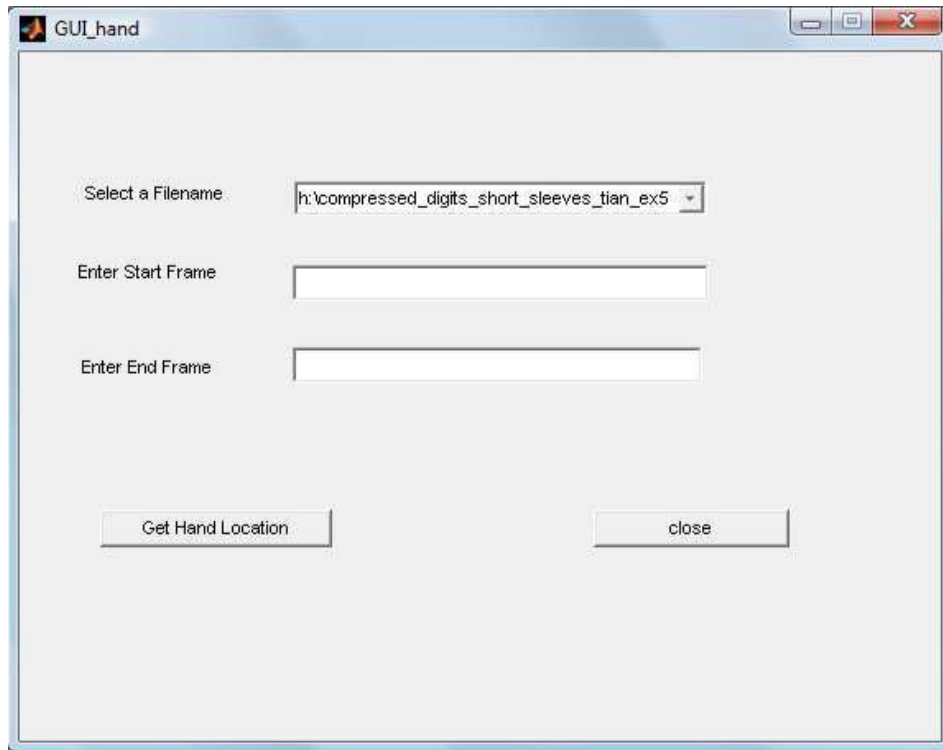 GUI_hand
Select a Filename
h:\compressed_digits_short_sleeves_tian_ex5
Enter Start Frame
Enter End Frame
Get Hand Location
close